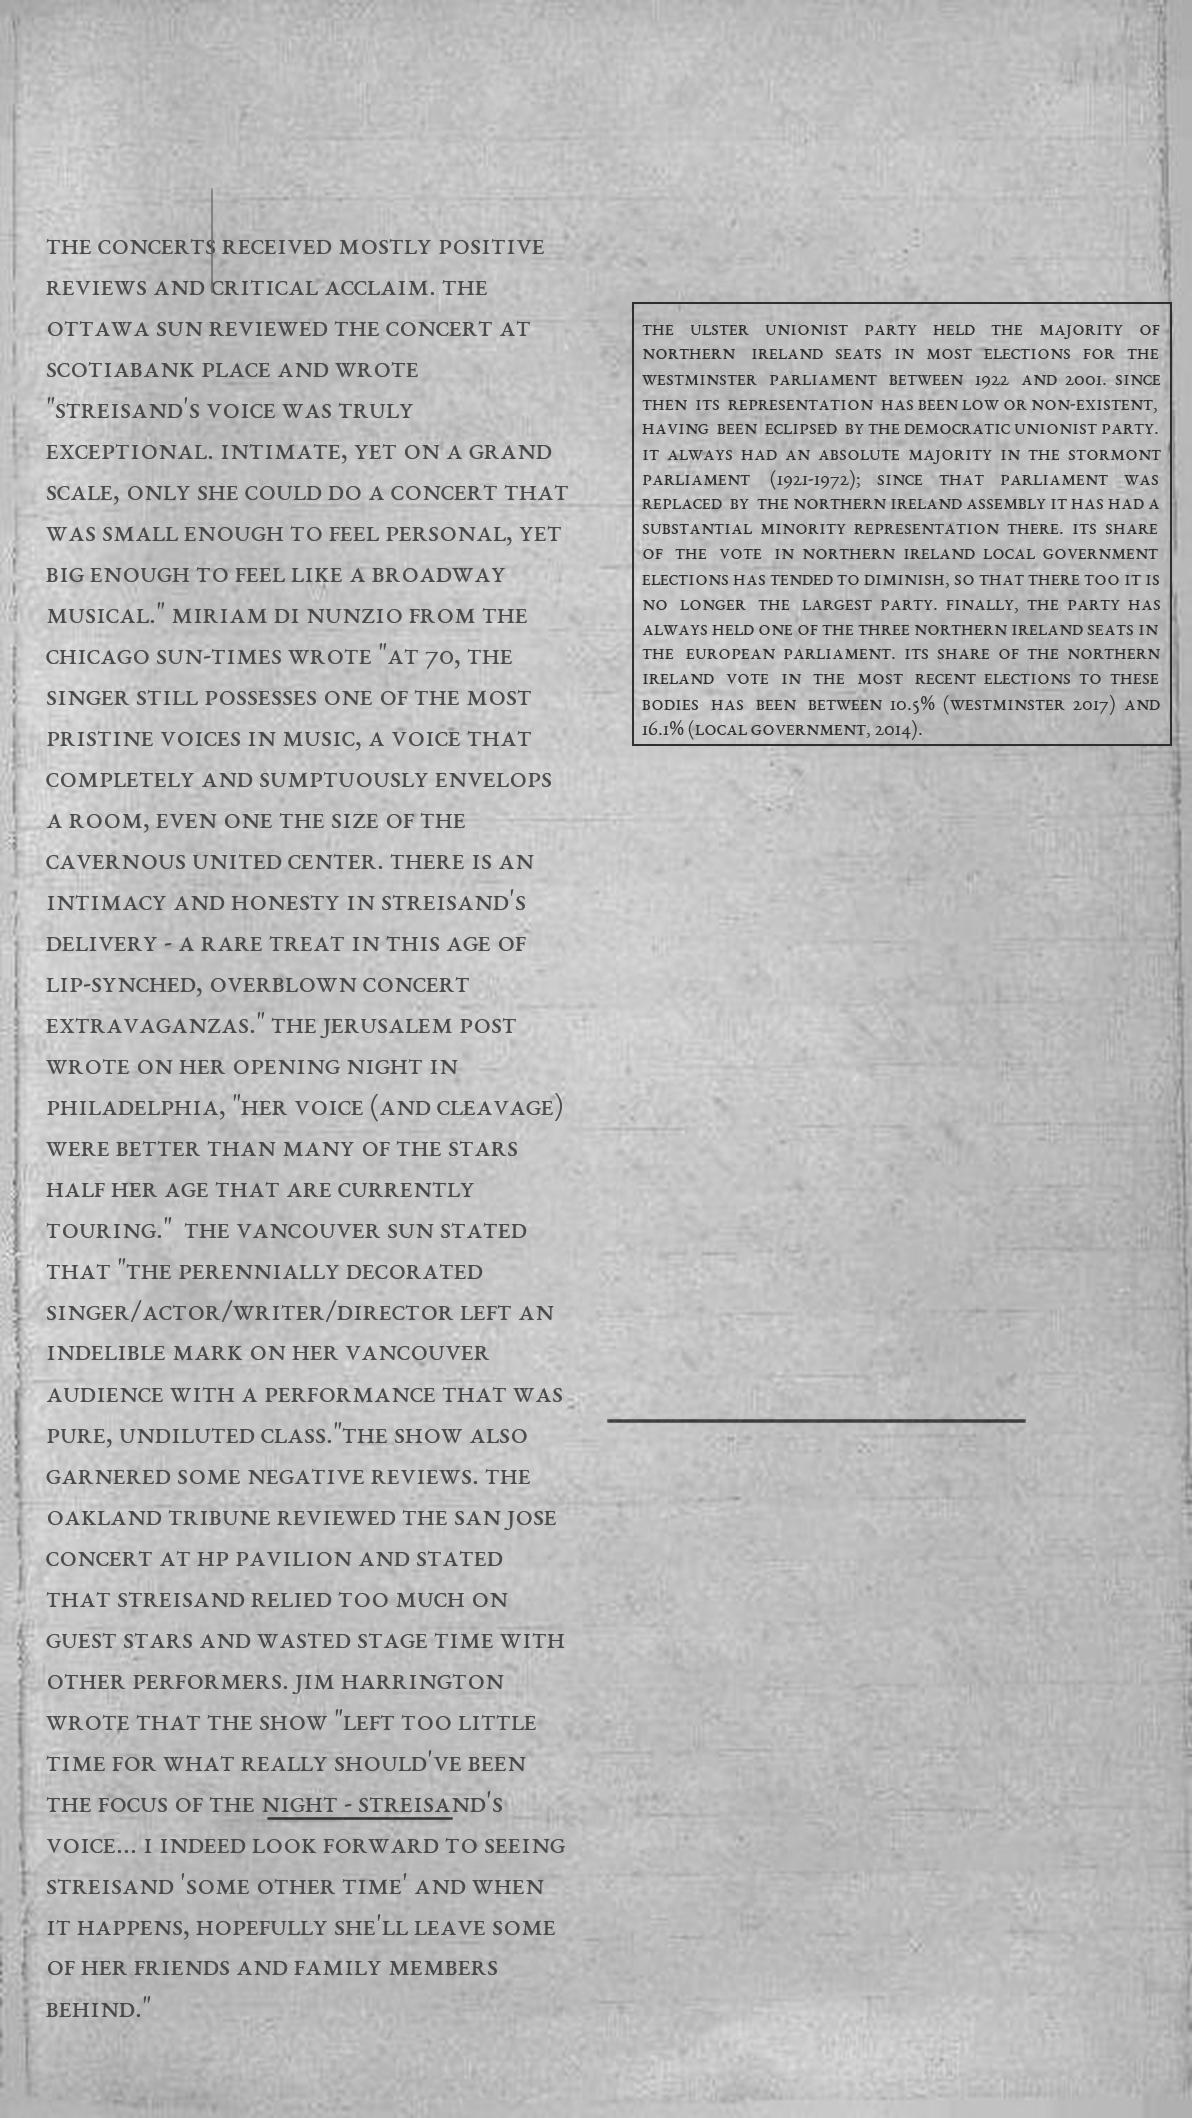 THE CONCERTS RECEIVED MOSTLY POSITIVE
REVIEWS AND CRITICAL ACCLAIM. THE
OTTAWA SUN REVIEWED THE CONCERT AT
SCOTIABANK PLACE AND WROTE
"STREISAND'S VOICE WAS TRULY
EXCEPTIONAL. INTIMATE, YET ON A GRAND
SCALE, ONLY SHE COULD DO A CONCERT THAT
WAS SMALL ENOUGH TO FEEL PERSONAL, YET
BIG ENOUGH TO FEEL LIKE A BROADWAY
MUSICAL." MIRIAM DI NUNZIO FROM THE
CHICAGO SUN-TIMES WROTE "AT 70, THE
SINGER STILL POSSESSES ONE OF THE MOST
PRISTINE VOICES IN MUSIC, A VOICE THAT
COMPLETELY AND SUMPTUOUSLY ENVELOPS
A ROOM, EVEN ONE THE SIZE OF THE
CAVERNOUS UNITED CENTER. THERE IS AN
INTIMACY AND HONESTY IN STREISAND'S
DELIVERY - A RARE TREAT IN THIS AGE OF
LIP-SYNCHED, OVERBLOWN CONCERT
EXTRAVAGANZAS." THE JERUSALEM POST
WROTE ON HER OPENING NIGHT IN
PHILADELPHIA, "HER VOICE (AND CLEAVAGE)
WERE BETTER THAN MANY OF THE STARS
HALF HER AGE THAT ARE CURRENTLY
TOURING." THE VANCOUVER SUN STATED
THAT "THE PERENNIALLY DECORATED
SINGER/ACTOR/WRITER/DIRECTOR LEFT AN
INDELIBLE MARK ON HER VANCOUVER
AUDIENCE WITH A PERFORMANCE THAT WAS
PURE, UNDILUTED CLASS."THE SHOW ALSO
GARNERED SOME NEGATIVE REVIEWS. THE
OAKLAND TRIBUNE REVIEWED THE SAN JOSE
CONCERT AT HP PAVILION AND STATED
THAT STREISAND RELIED TOO MUCH ON
GUEST STARS AND WASTED STAGE TIME WITH
OTHER PERFORMERS. JIM HARRINGTON
WROTE THAT THE SHOW "LEFT TOO LITTLE
TIME FOR WHAT REALLY SHOULD'VE BEEN
THE FOCUS OF THE NIGHT - STREISAND'S
VOICE... I INDEED LOOK FORWARD TO SEEING
STREISAND 'SOME OTHER TIME' AND WHEN
IT HAPPENS, HOPEFULLY SHE'LL LEAVE SOME
OF HER FRIENDS AND FAMILY MEMBERS
BEHIND."
THE ULSTER UNIONIST PARTY HELD THE MAJORITY OF
NORTHERN IRELAND SEATS IN MOST ELECTIONS FOR THE
WESTMINSTER PARLIAMENT BETWEEN 1922 AND 2001. SINCE
THEN ITS REPRESENTATION HAS BEEN LOW OR NON-EXISTENT,
HAVING BEEN ECLIPSED BY THE DEMOCRATIC UNIONIST PARTY.
IT ALWAYS HAD AN ABSOLUTE MAJORITY IN THE STORMONT
PARLIAMENT (1921-1972); SINCE THAT PARLIAMENT WAS
REPLACED BY THE NORTHERN IRELAND ASSEMBLY IT HAS HAD A
SUBSTANTIAL MINORITY REPRESENTATION THERE. ITS SHARE
OF THE VOTE IN NORTHERN IRELAND LOCAL GOVERNMENT
ELECTIONS HAS TENDED TO DIMINISH, SO THAT THERE TOO IT IS
NO LONGER THE LARGEST PARTY. FINALLY, THE PARTY HAS
ALWAYS HELD ONE OF THE THREE NORTHERN IRELAND SEATS IN
THE EUROPEAN PARLIAMENT. ITS SHARE OF THE NORTHERN
IRELAND VOTE IN THE MOST RECENT ELECTIONS TO THESE
BODIES HAS BEEN BETWEEN 10.5% (WESTMINSTER 2017) AND
16.1% (LOCAL GOVERNMENT, 2014).